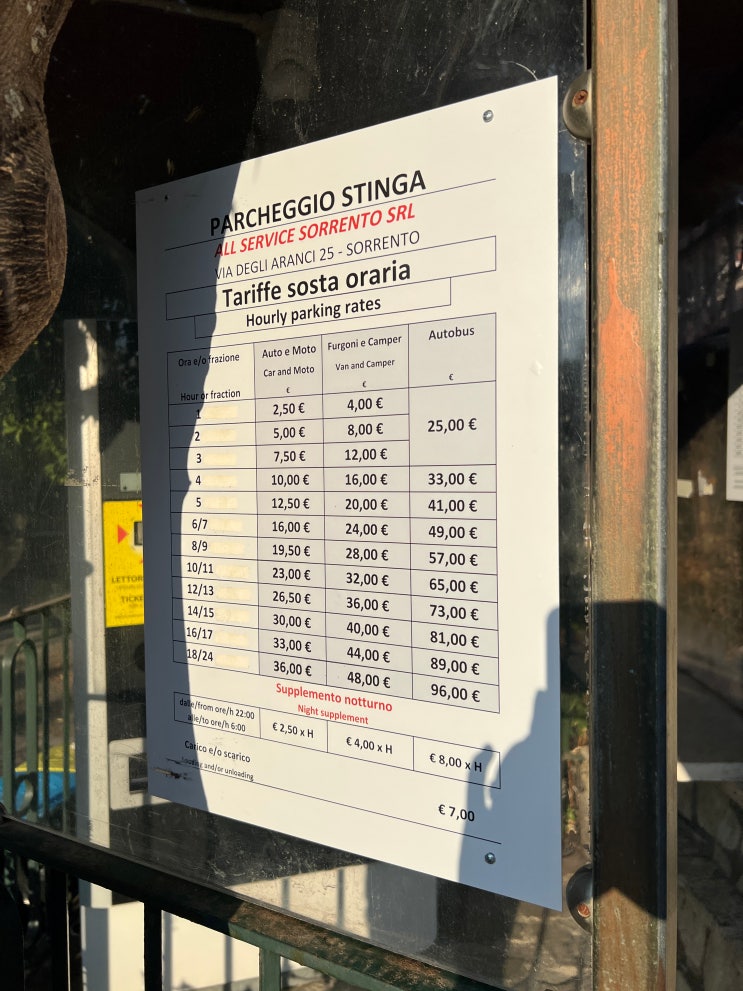 PARCHEGGIO STINGA
ALL SERVICE SORRENTO SRL
VIA DEGLI ARANCI 25 - SORRENTO
Tariffe sosta oraria
Hourly parking rates
Ora e/o frazione Auto e Moto Furgoni e Camper Autobus
Hour or fraction Car and Moto Van and Camper
€ € €
1 2,50 € 4,00 € 25,00 €
2 5,00 € 8,00 €
3 7,50 € 12,00 €
4 10,00 € 16,00 € 33,00 €
5 12,50 € 20,00 € 41,00 €
6/7 16,00 € 24,00 € 49,00 €
8/9 19,50 € 28,00 € 57,00 €
10/11 23,00 € 32,00 € 65,00 €
12/13 26,50 € 36,00 € 73,00 €
14/15 30,00 € 40,00 € 81,00 €
16/17 33,00 € 44,00 € 89,00 €
18/24 36,00 € 48,00 € 96,00 €
Supplemento notturno
Night supplement
dalle/from ore/h 22:00
alle/to ore/h 6:00 € 2,50 x H € 4,00 x H € 8,00 x H
Carico e/o scarico
Loading and/or unloading
€ 7,00
LETTOR
TICKE